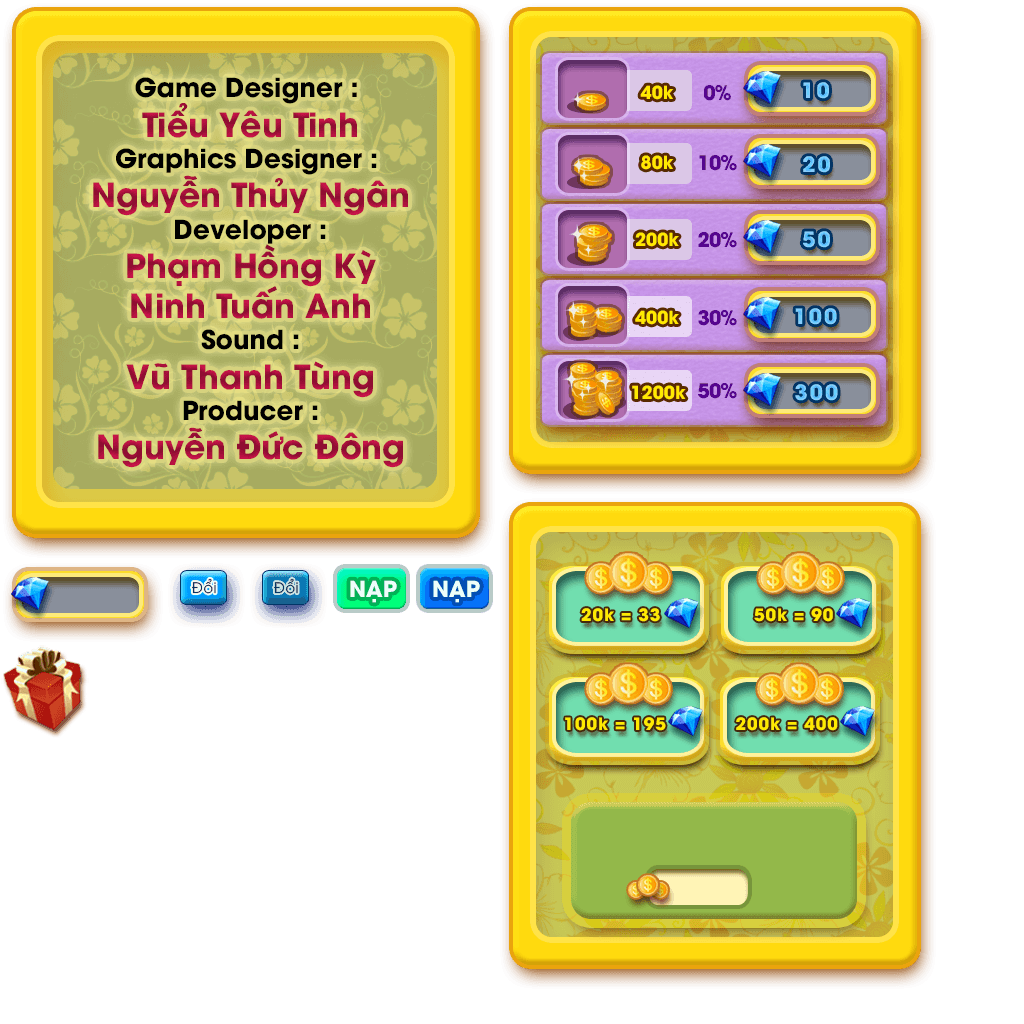 Game Designer :
Tiểu Yêu Tinh
Graphics Designer :
Nguyễn Thủy Ngân
Developer :
Phạm Hồng Kỳ
Ninh Tuấn Anh
Sound :
Vũ Thanh Tùng
Producer :
Nguyễn Đức Đông
40k 0% 10
80k 10% 20
200k 20% 50
400k 30% 100
1200k 50% 300
Đổi Đổi NẠP NẠP
20k = 33 50k = 90
100k = 195 200k = 400